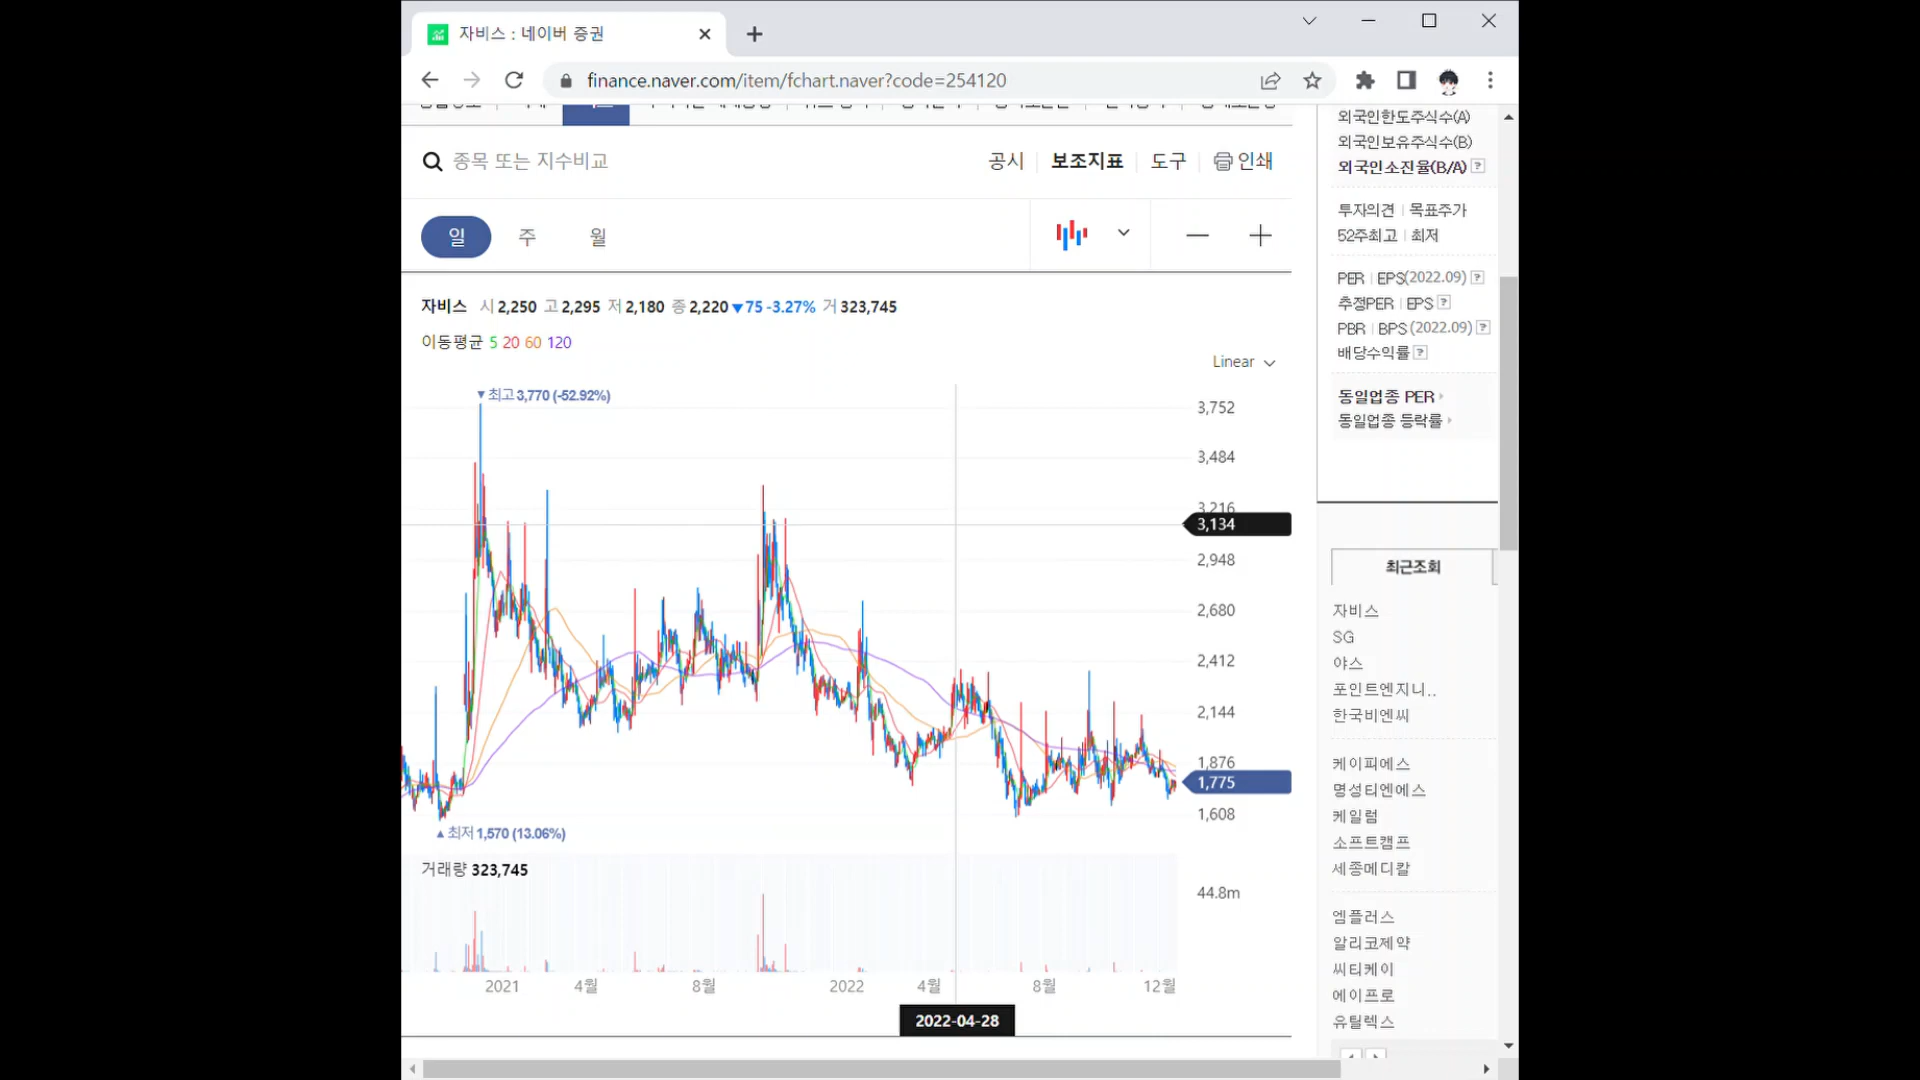 자비스 : 네이버 증권
finance.naver.com/item/fchart.naver?code=254120
종목 또는 지수비교
공시 보조지표 도구 인쇄
일 주 월
자비스 시 2,250 고 2,295 저 2,180 종 2,220 ▼75 -3.27% 거 323,745
이동평균 5 20 60 120
Linear
▼최고 3,770 (-52.92%)
3,752
3,484
3,216
3,134
2,948
2,680
2,412
2,144
1,876
1,775
1,608
▲최저 1,570 (13.06%)
거래량 323,745
44.8m
2021 4월 8월 2022 4월 8월 12월
2022-04-28
외국인한도주식수(A)
외국인보유주식수(B)
외국인소진율(B/A) ?
투자의견 | 목표주가
52주최고 | 최저
PER | EPS(2022.09) ?
추정PER | EPS ?
PBR | BPS (2022.09) ?
배당수익률 ?
동일업종 PER
동일업종 등락률
최근조회
자비스
SG
야스
포인트엔지니..
한국비엔씨
케이피에스
명성티엔에스
케일럼
소프트캠프
세종메디칼
엠플러스
알리코제약
씨티케이
에이프로
유틸렉스